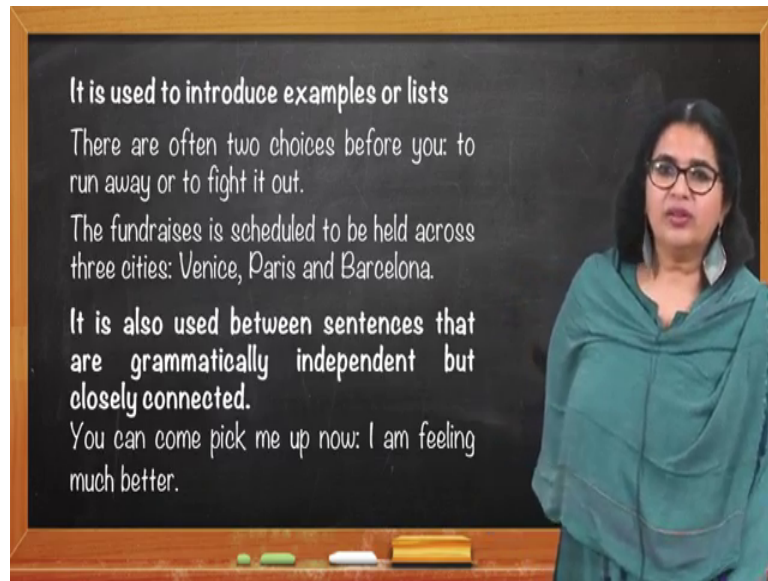 It is used to introduce examples or lists
There are often two choices before you: to
run away or to fight it out.
The fundraises is scheduled to be held across
three cities: Venice, Paris and Barcelona.
It is also used between sentences that
are grammatically independent but
closely connected.
You can come pick me up now: I am feeling
much better.